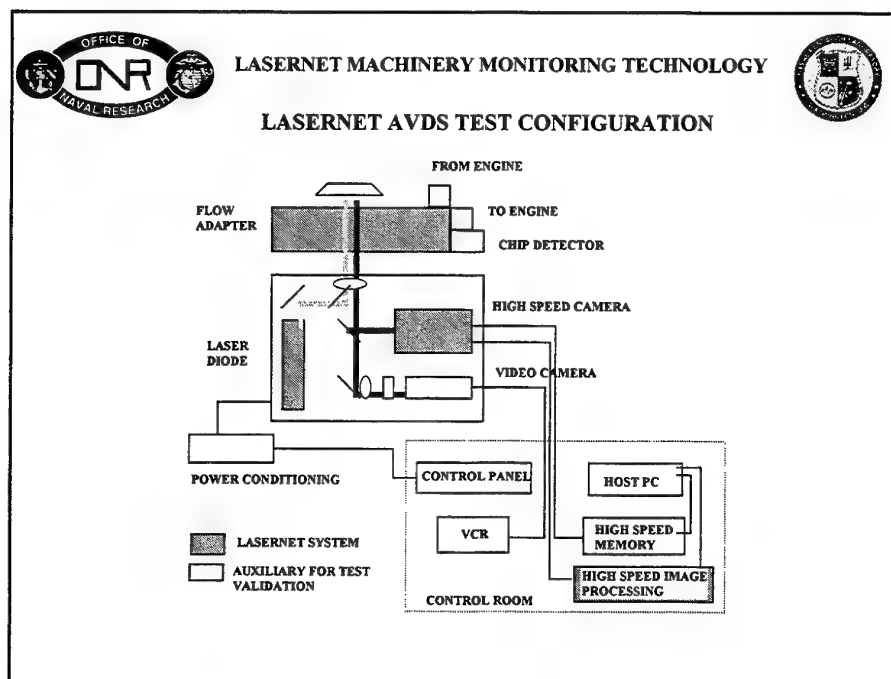 OFFICE OF
ONR
NAVAL RESEARCH
LASERNET MACHINERY MONITORING TECHNOLOGY
LASERNET AVDS TEST CONFIGURATION
FROM ENGINE
FLOW
ADAPTER
TO ENGINE
CHIP DETECTOR
HIGH SPEED CAMERA
LASER
DIODE
VIDEO CAMERA
POWER CONDITIONING
CONTROL PANEL
HOST PC
VCR
HIGH SPEED
MEMORY
HIGH SPEED IMAGE
PROCESSING
CONTROL ROOM
LASERNET SYSTEM
AUXILIARY FOR TEST
VALIDATION